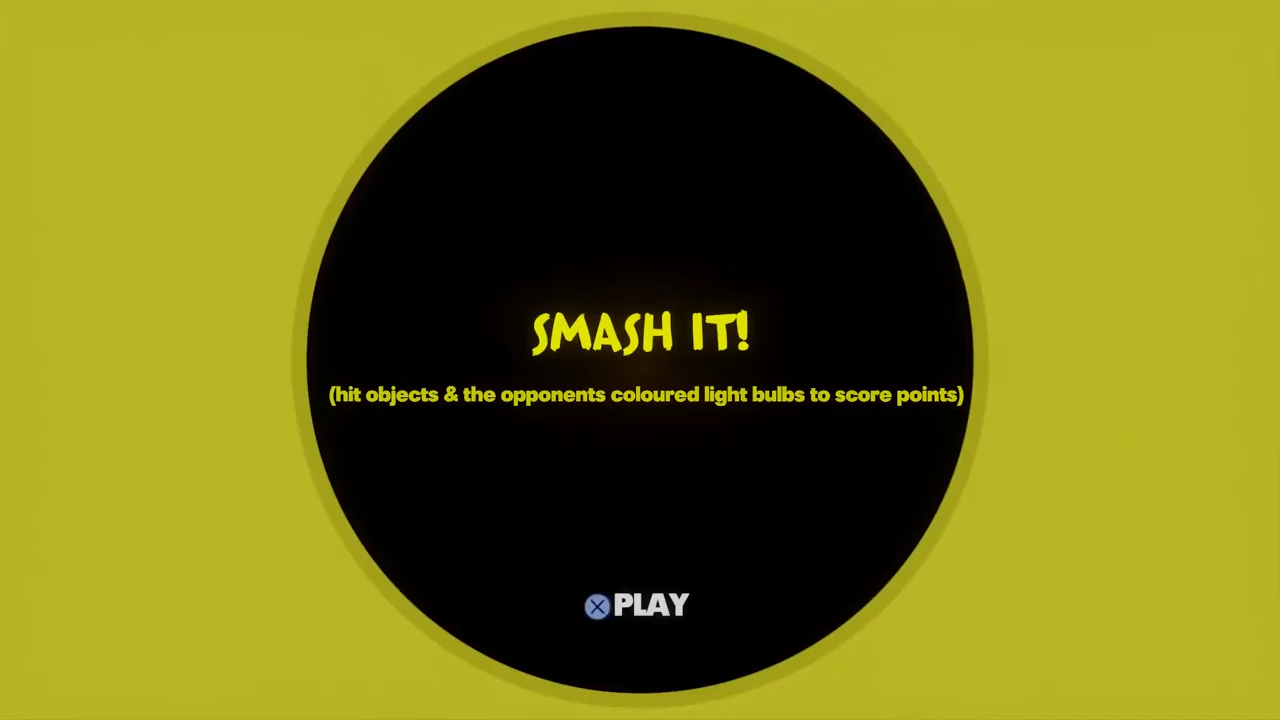 SMASH IT!
(hit objects & the opponents coloured light bulbs to score points)
PLAY